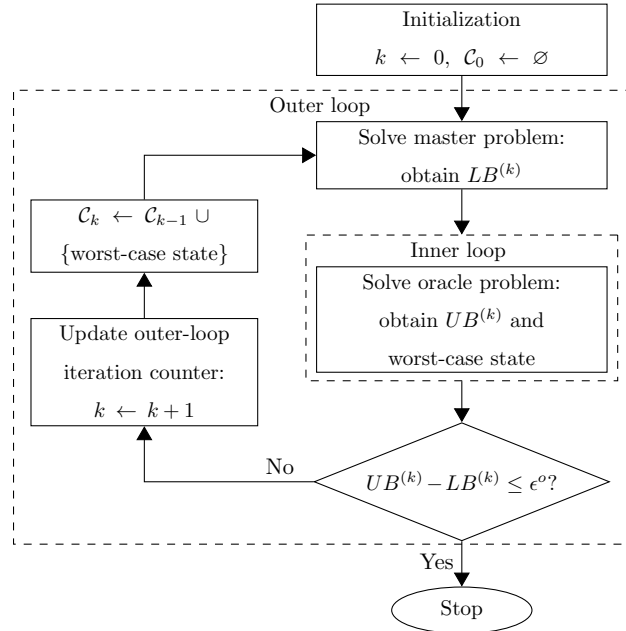 Initialization
k ← 0, 𝒞₀ ← ∅
Outer loop
Solve master problem:
obtain LB⁽ᵏ⁾
𝒞ₖ ← 𝒞ₖ₋₁ ∪
{worst-case state}
Inner loop
Solve oracle problem:
obtain UB⁽ᵏ⁾ and
worst-case state
Update outer-loop
iteration counter:
k ← k + 1
No
UB⁽ᵏ⁾ − LB⁽ᵏ⁾ ≤ ϵᵒ?
Yes
Stop